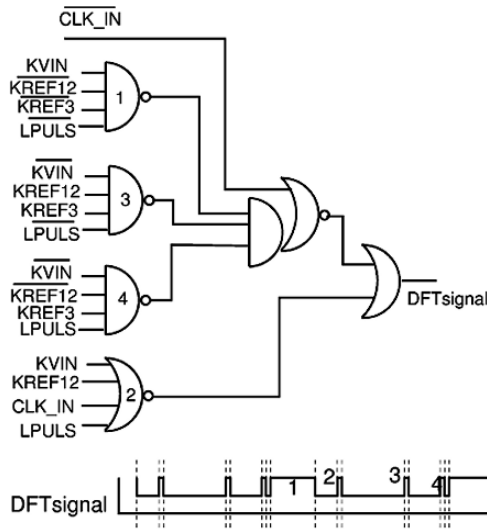 CLK_IN
KVIN
KREF12
KREF3
LPULS
1
KVIN
KREF12
KREF3
LPULS
3
KVIN
KREF12
KREF3
LPULS
4
DFTsignal
KVIN
KREF12
CLK_IN
LPULS
2
1 2 3 4
DFTsignal